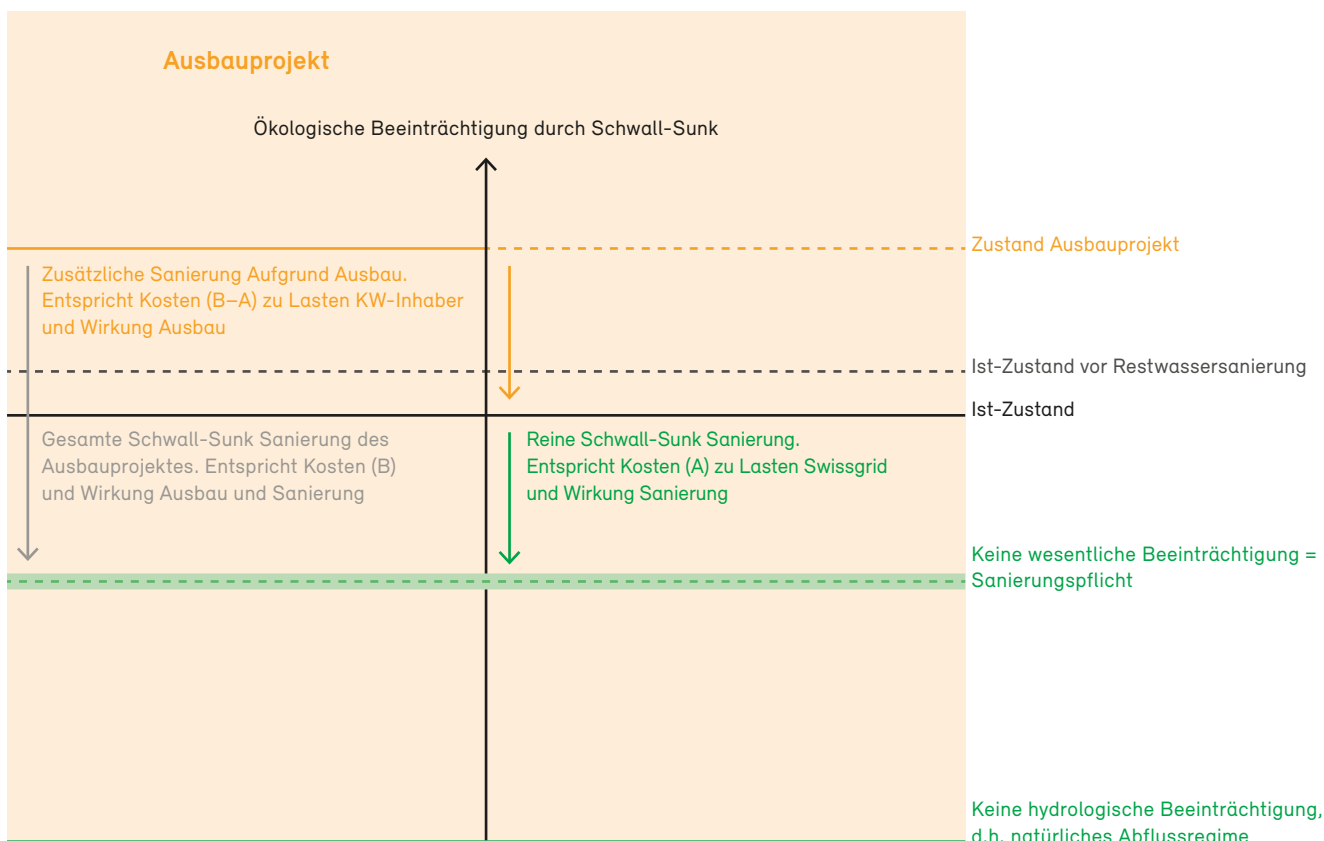 Ausbauprojekt
Ökologische Beeinträchtigung durch Schwall-Sunk
Zustand Ausbauprojekt
Zusätzliche Sanierung Aufgrund Ausbau.
Entspricht Kosten (B–A) zu Lasten KW-Inhaber
und Wirkung Ausbau
Ist-Zustand vor Restwassersanierung
Ist-Zustand
Gesamte Schwall-Sunk Sanierung des
Ausbauprojektes. Entspricht Kosten (B)
und Wirkung Ausbau und Sanierung
Reine Schwall-Sunk Sanierung.
Entspricht Kosten (A) zu Lasten Swissgrid
und Wirkung Sanierung
Keine wesentliche Beeinträchtigung =
Sanierungspflicht
Keine hydrologische Beeinträchtigung,
d.h. natürliches Abflussregime